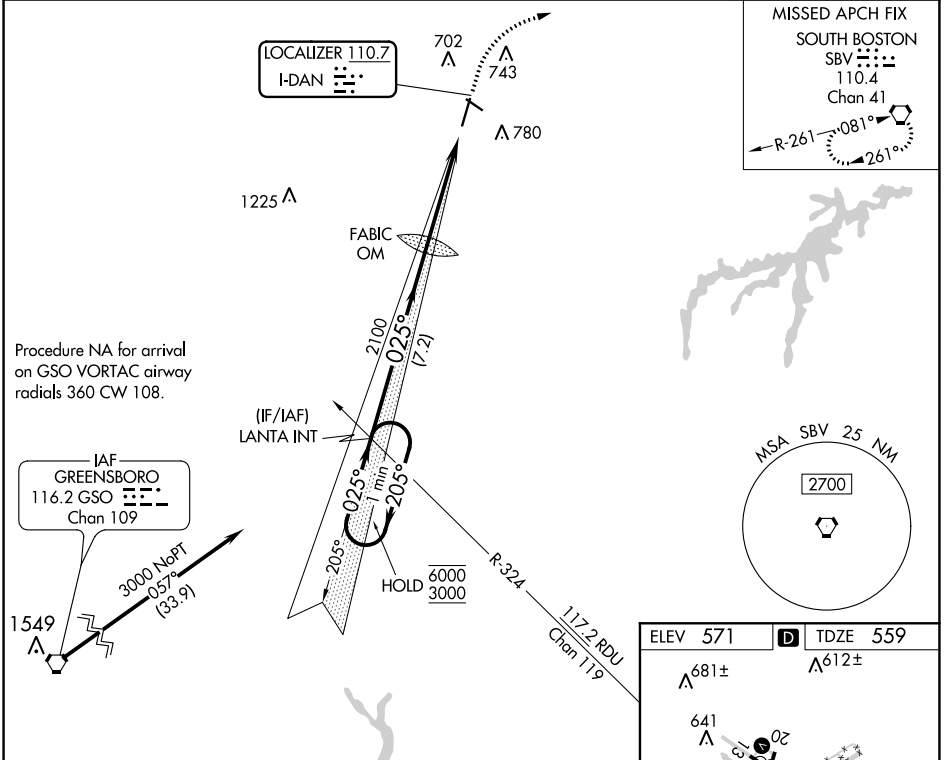 MISSED APCH FIX
SOUTH BOSTON
SBV
110.4
Chan 41
R-261
081°
261°
LOCALIZER 110.7
I-DAN
702
743
780
1225
FABIC
OM
2100
025°
(7.2)
Procedure NA for arrival
on GSO VORTAC airway
radials 360 CW 108.
(IF/IAF)
LANTA INT
IAF
GREENSBORO
116.2 GSO
Chan 109
025°
1 min
205°
205°
HOLD
6000
3000
3000 NoPT
057°
(33.9)
1549
R-324
117.2 RDU
Chan 119
MSA SBV 25 NM
2700
ELEV 571
D
TDZE 559
681±
612±
641
13
V
20